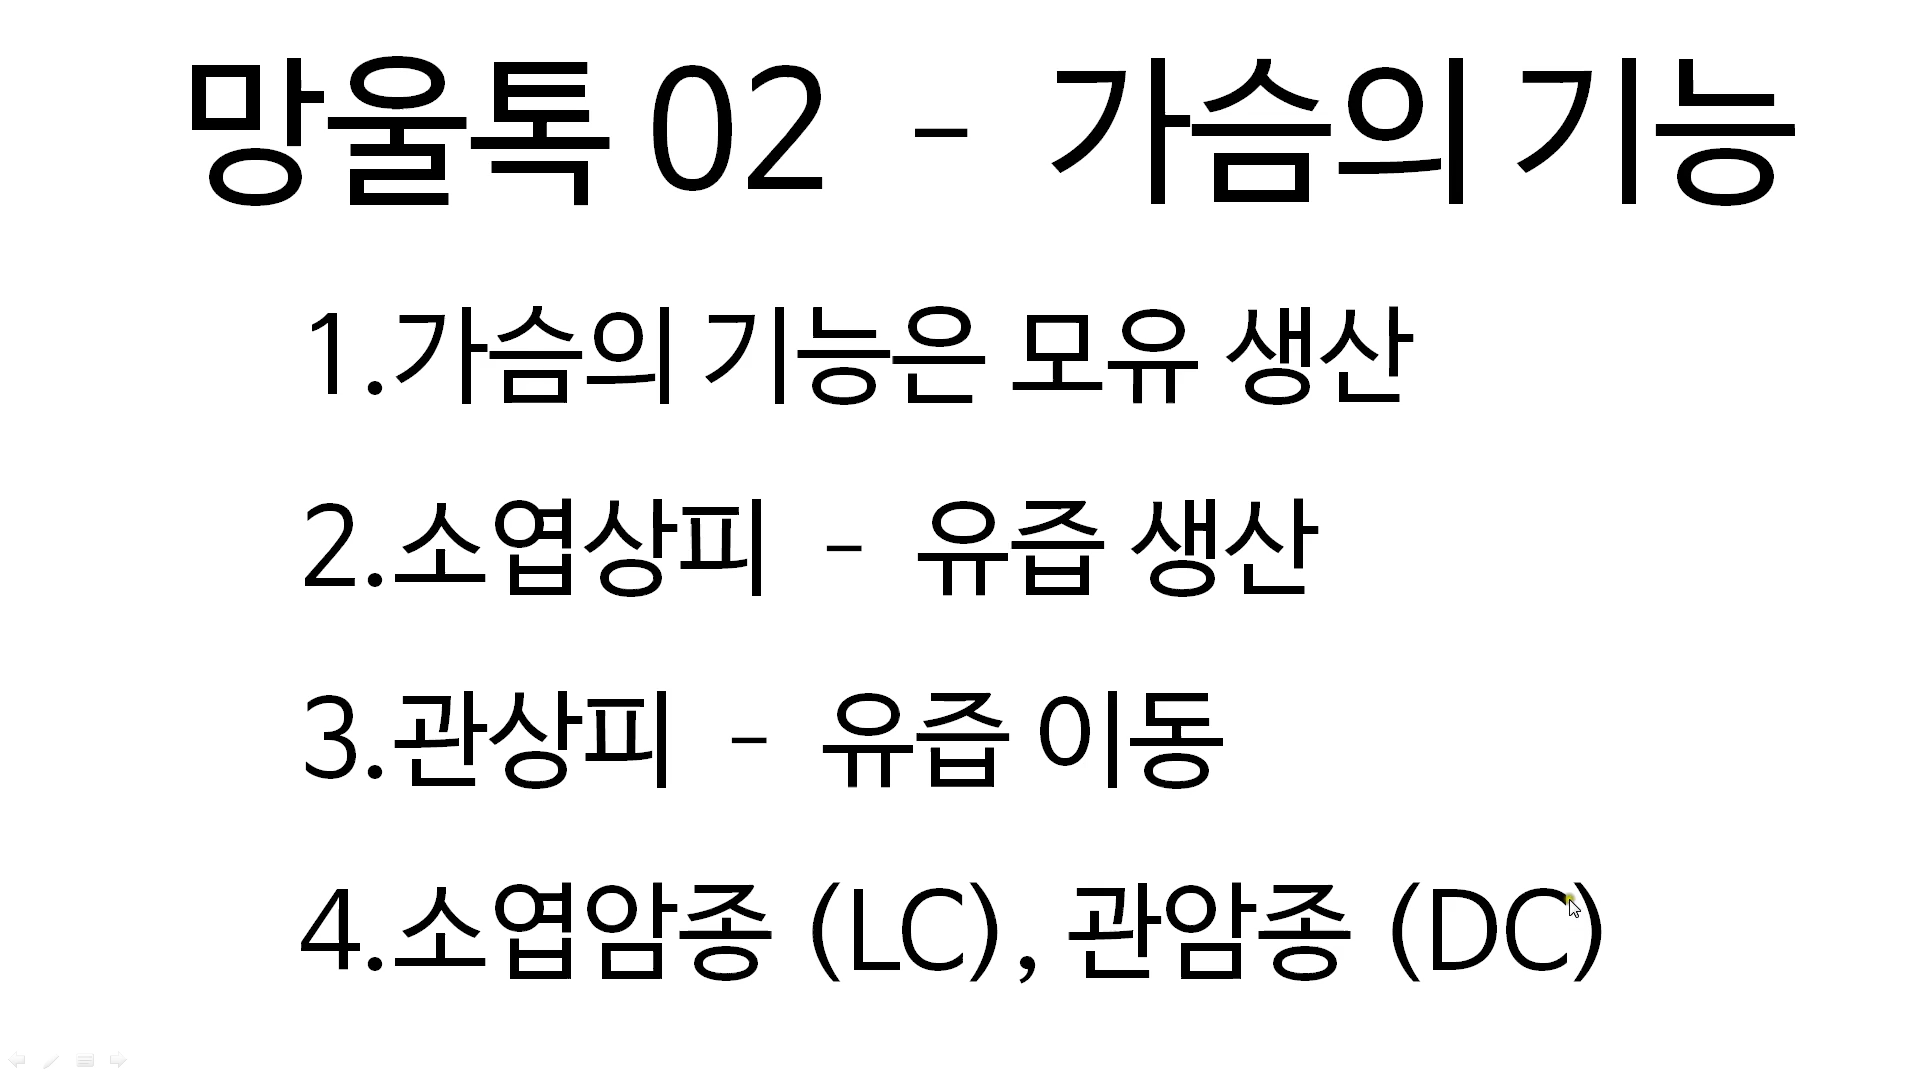 망울톡 02 - 가슴의 기능
1.가슴의 기능은 모유 생산
2.소엽상피 - 유즙 생산
3.관상피 - 유즙 이동
4.소엽암종 (LC), 관암종 (DC)